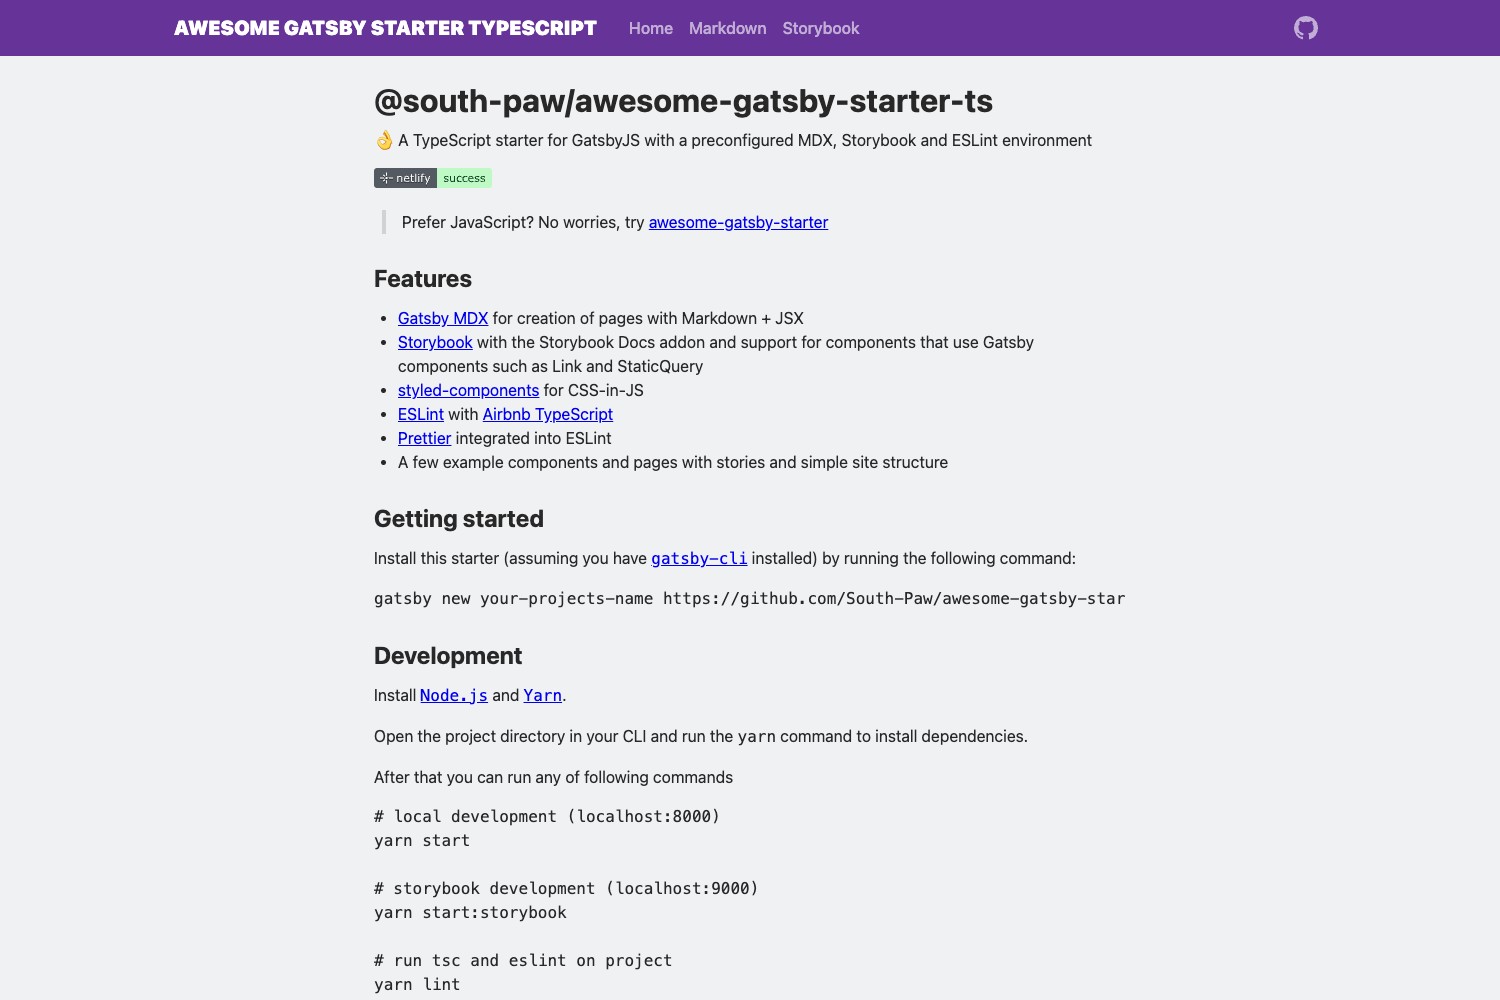 AWESOME GATSBY STARTER TYPESCRIPT Home Markdown Storybook
@south-paw/awesome-gatsby-starter-ts
👌 A TypeScript starter for GatsbyJS with a preconfigured MDX, Storybook and ESLint environment
netlify success
Prefer JavaScript? No worries, try awesome-gatsby-starter
Features
• Gatsby MDX for creation of pages with Markdown + JSX
• Storybook with the Storybook Docs addon and support for components that use Gatsby
components such as Link and StaticQuery
• styled-components for CSS-in-JS
• ESLint with Airbnb TypeScript
• Prettier integrated into ESLint
• A few example components and pages with stories and simple site structure
Getting started
Install this starter (assuming you have gatsby-cli installed) by running the following command:
gatsby new your-projects-name https://github.com/South-Paw/awesome-gatsby-star
Development
Install Node.js and Yarn.
Open the project directory in your CLI and run the yarn command to install dependencies.
After that you can run any of following commands
# local development (localhost:8000)
yarn start
# storybook development (localhost:9000)
yarn start:storybook
# run tsc and eslint on project
yarn lint